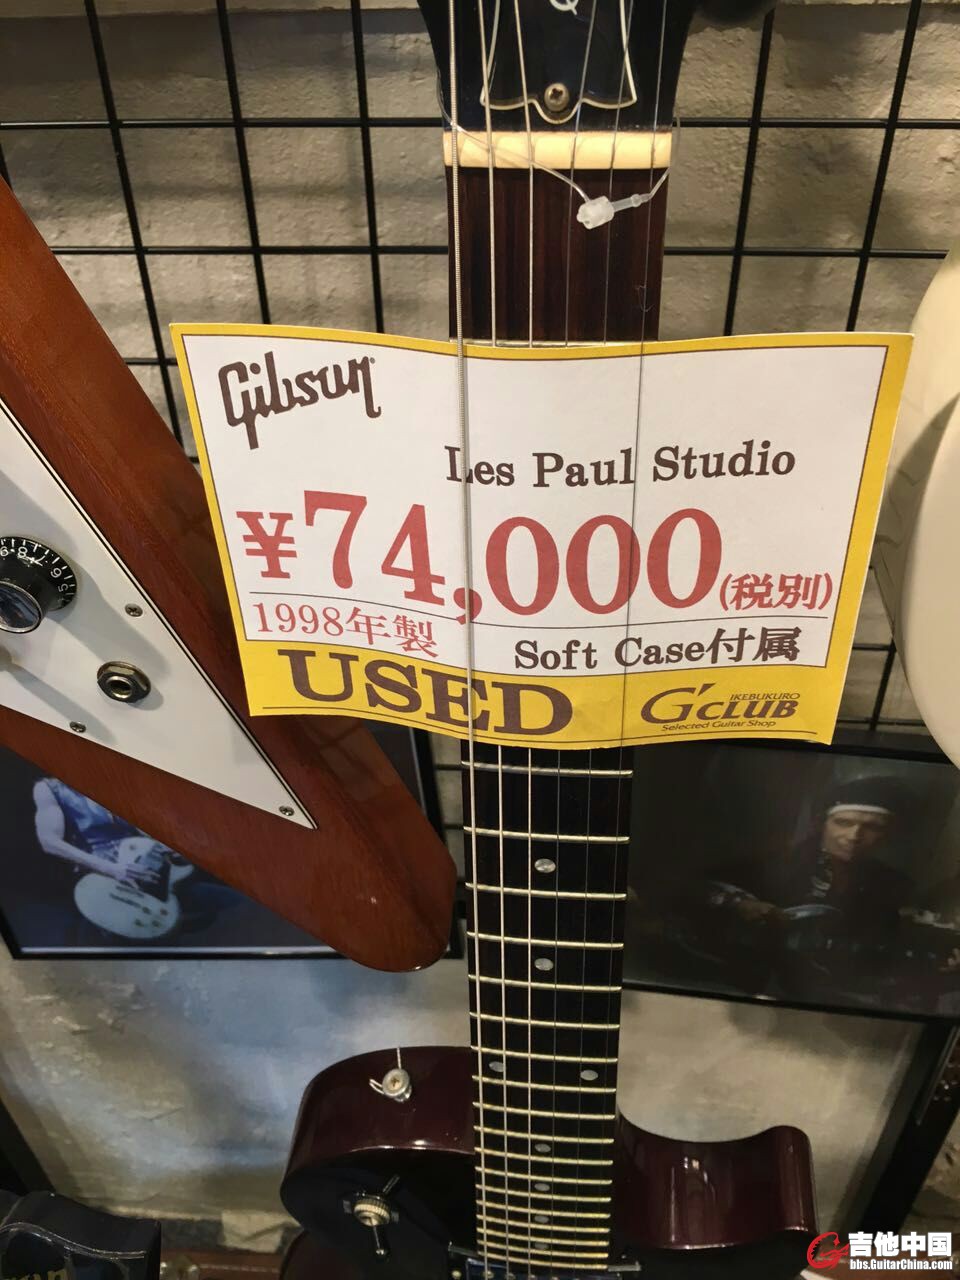 Gibson
Les Paul Studio
¥74,000(税別)
1998年製
Soft Case付属
USED
G'CLUB
IKEBUKURO
Selected Guitar Shop
吉他中国
bbs.GuitarChina.com